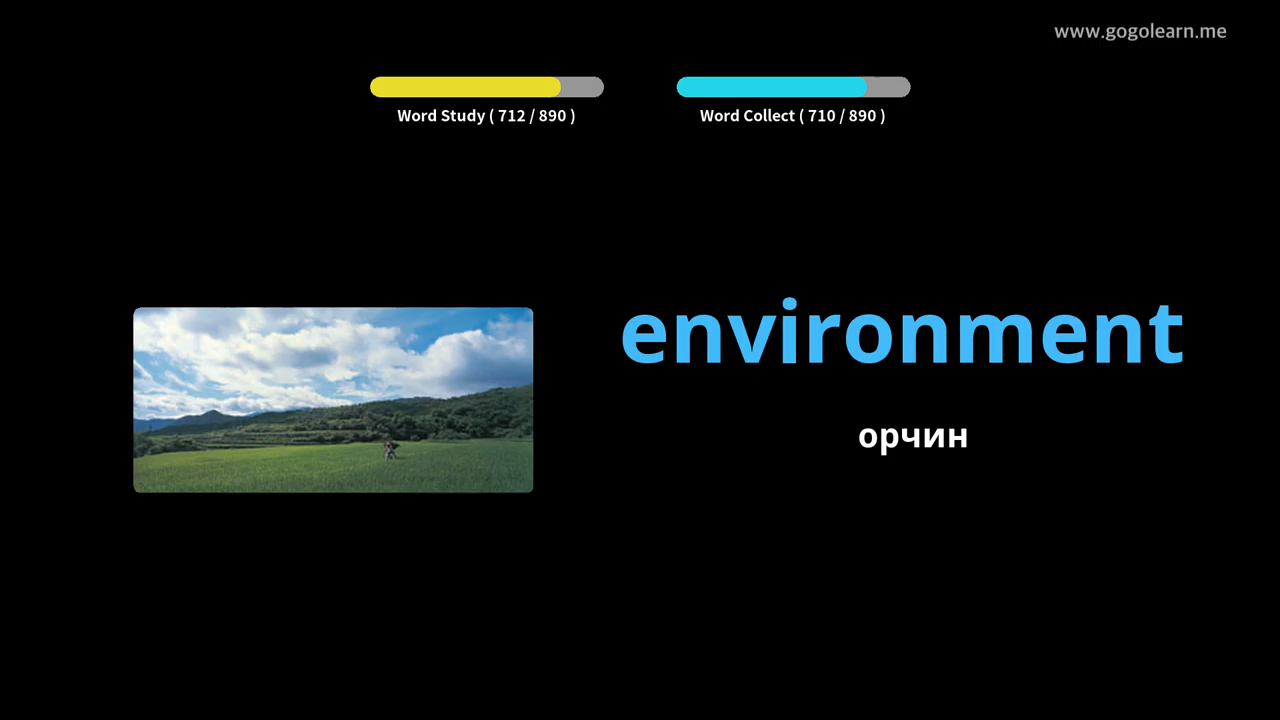 www.gogolearn.me
Word Study ( 712 / 890 )
Word Collect ( 710 / 890 )
environment
орчин